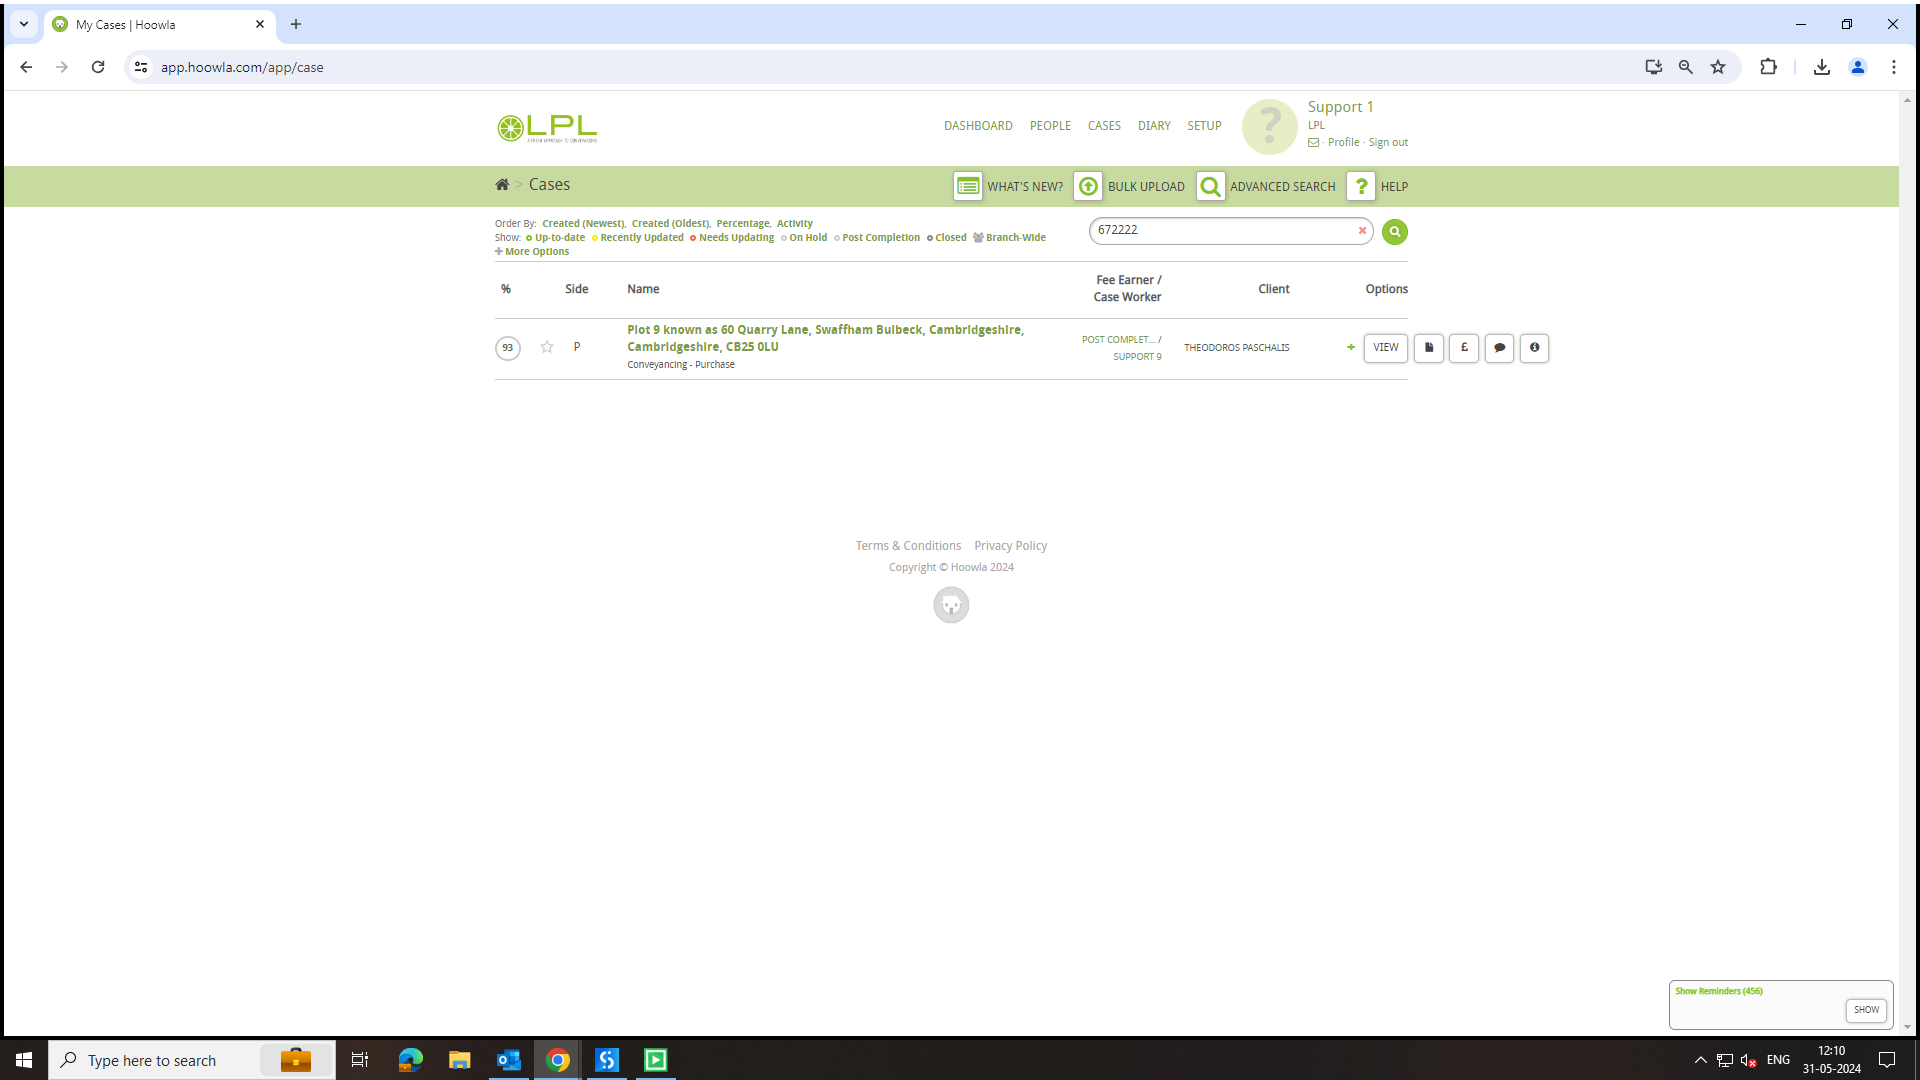 My Cases | Hoowla
app.hoowla.com/app/case
LPL
DASHBOARD PEOPLE CASES DIARY SETUP
?
Support 1
LPL
· Profile · Sign out
> Cases
WHAT'S NEW? BULK UPLOAD ADVANCED SEARCH ? HELP
Order By: Created (Newest), Created (Oldest), Percentage, Activity
Show: Up-to-date Recently Updated Needs Updating On Hold Post Completion Closed Branch-Wide
More Options
672222
% Side Name Fee Earner / Case Worker Client Options
93 P Plot 9 known as 60 Quarry Lane, Swaffham Bulbeck, Cambridgeshire,
Cambridgeshire, CB25 0LU
Conveyancing - Purchase
POST COMPLET... /
SUPPORT 9
THEODOROS PASCHALIS
+ VIEW £
Terms & Conditions Privacy Policy
Copyright © Hoowla 2024
Show Reminders (456)
SHOW
Type here to search
ENG
12:10
31-05-2024